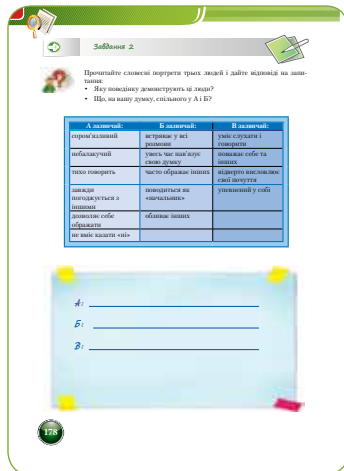 Завдання 2
Прочитайте словесні портрети трьох людей і дайте відповіді на запи-
тання:
• Яку поведінку демонструють ці люди?
• Що, на вашу думку, спільного у А і Б?
А зазвичай: Б зазвичай: В зазвичай:
сором’язливий встряває у всі розмови уміє слухати і говорити
небалакучий увесь час нав’язує свою думку поважає себе та інших
тихо говорить часто ображає інших відверто висловлює свої почуття
завжди погоджується з іншими поводиться як «начальник» упевнений у собі
дозволяє себе ображати обзиває інших
не вміє казати «ні»
А:
Б:
В:
178